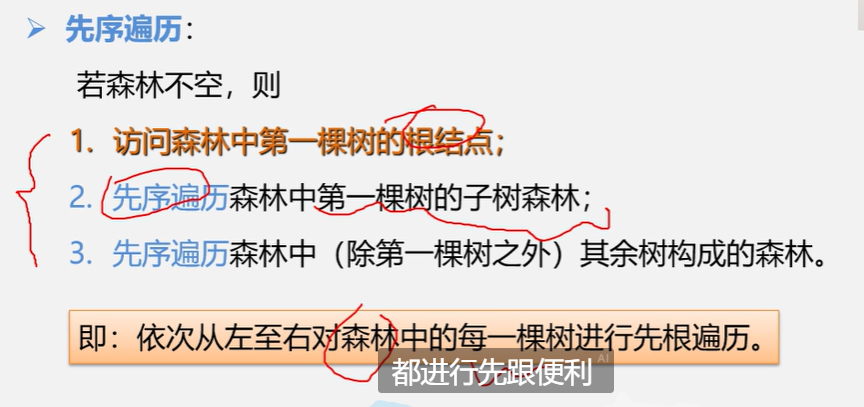 ➢ 先序遍历：
若森林不空，则
1. 访问森林中第一棵树的根结点；
2. 先序遍历森林中第一棵树的子树森林；
3. 先序遍历森林中（除第一棵树之外）其余树构成的森林。
即：依次从左至右对森林中的每一棵树进行先根遍历。
都进行先跟便利
AI